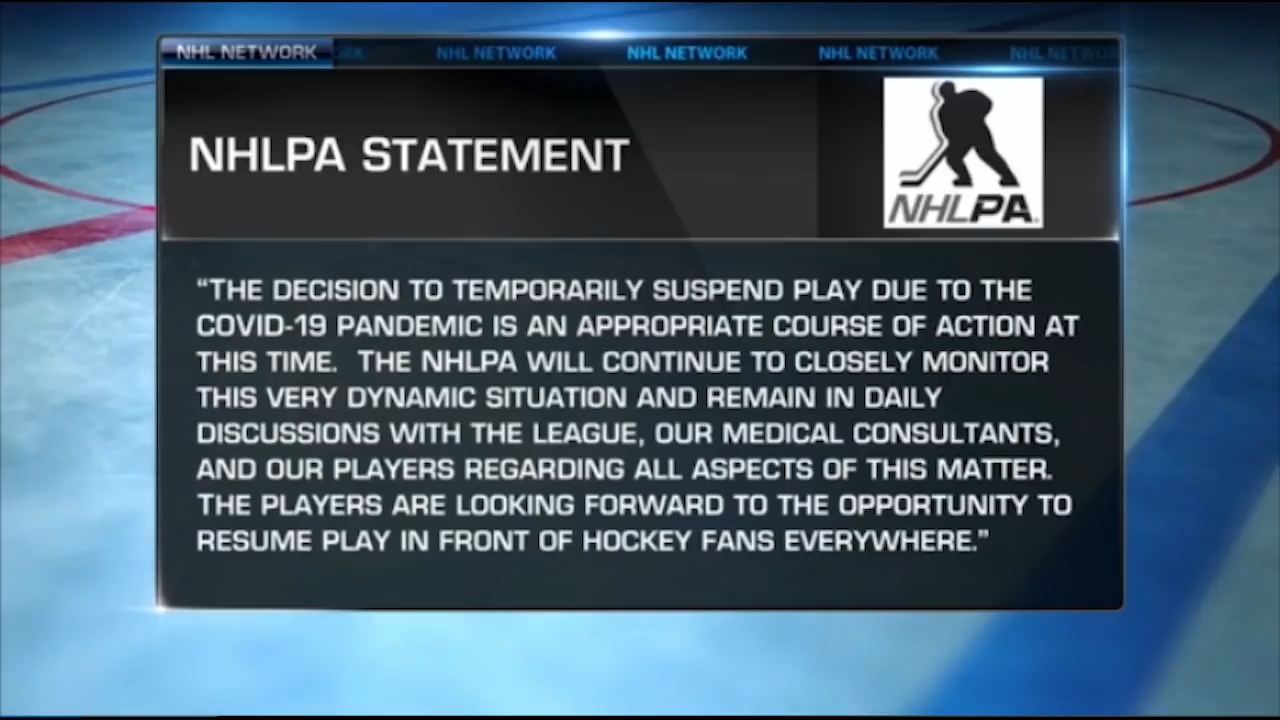 NHL NETWORK NHL NETWORK NHL NETWORK NHL NETWORK
NHLPA STATEMENT
NHLPA
“THE DECISION TO TEMPORARILY SUSPEND PLAY DUE TO THE
COVID-19 PANDEMIC IS AN APPROPRIATE COURSE OF ACTION AT
THIS TIME. THE NHLPA WILL CONTINUE TO CLOSELY MONITOR
THIS VERY DYNAMIC SITUATION AND REMAIN IN DAILY
DISCUSSIONS WITH THE LEAGUE, OUR MEDICAL CONSULTANTS,
AND OUR PLAYERS REGARDING ALL ASPECTS OF THIS MATTER.
THE PLAYERS ARE LOOKING FORWARD TO THE OPPORTUNITY TO
RESUME PLAY IN FRONT OF HOCKEY FANS EVERYWHERE.”